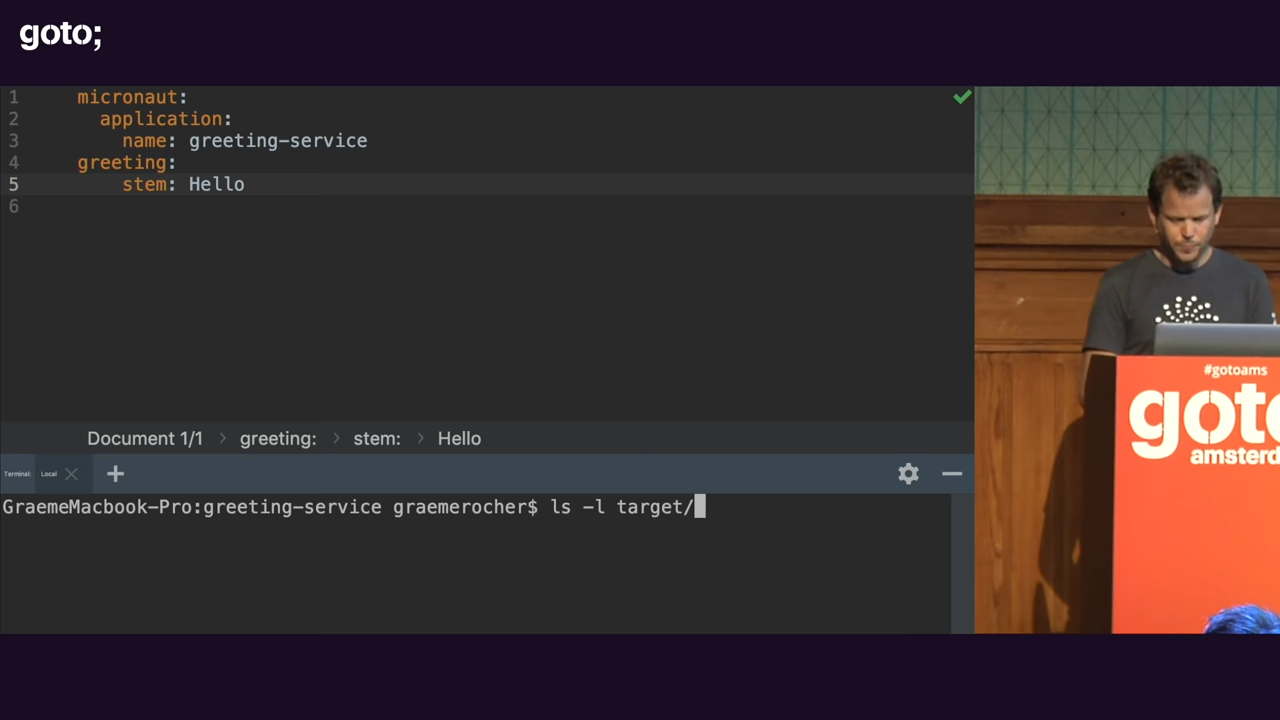 goto;
1 micronaut:
2 application:
3 name: greeting-service
4 greeting:
5 stem: Hello
6
Document 1/1 > greeting: > stem: > Hello
Terminal: Local × +
GraemeMacbook-Pro:greeting-service graemerocher$ ls -l target/
#gotoams
goto
amsterd